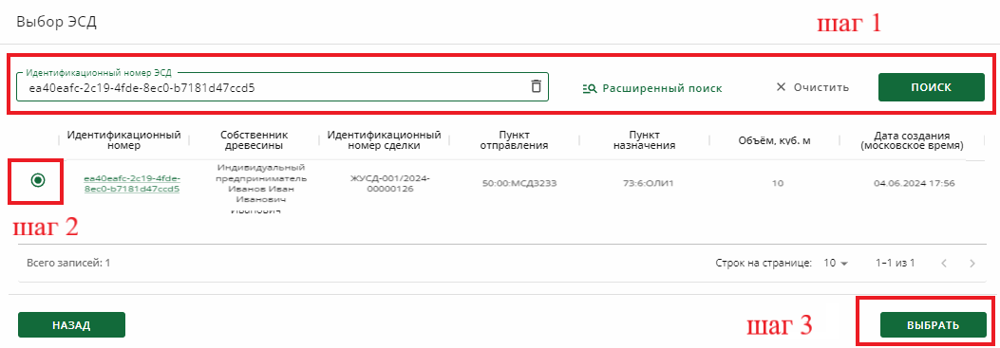 Выбор ЭСД
шаг 1
Идентификационный номер ЭСД
ea40eafc-2c19-4fde-8ec0-b7181d47ccd5
Расширенный поиск
Очистить
ПОИСК
Идентификационный номер
Собственник древесины
Идентификационный номер сделки
Пункт отправления
Пункт назначения
Объём, куб. м
Дата создания (московское время)
ea40eafc-2c19-4fde-
8ec0-b7181d47ccd5
Индивидуальный
предприниматель
Иванов Иван
Иванович
Иванович
ЖУСД-001/2024-
00000126
50:00:МСД3233
73:6:ОЛИ1
10
04.06.2024 17:56
шаг 2
Всего записей: 1
Строк на странице: 10
1–1 из 1
НАЗАД
шаг 3
ВЫБРАТЬ